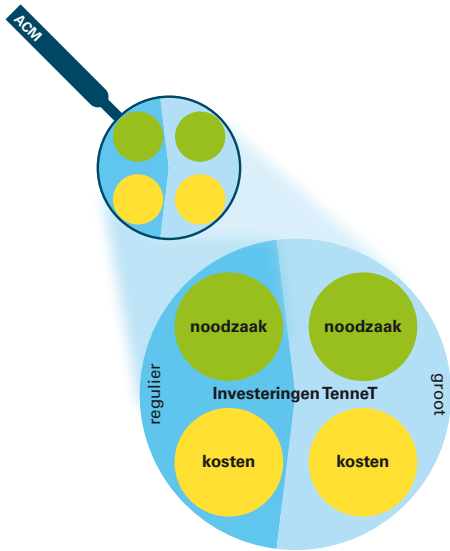 ACM
noodzaak noodzaak
regulier
Investeringen TenneT
groot
kosten kosten